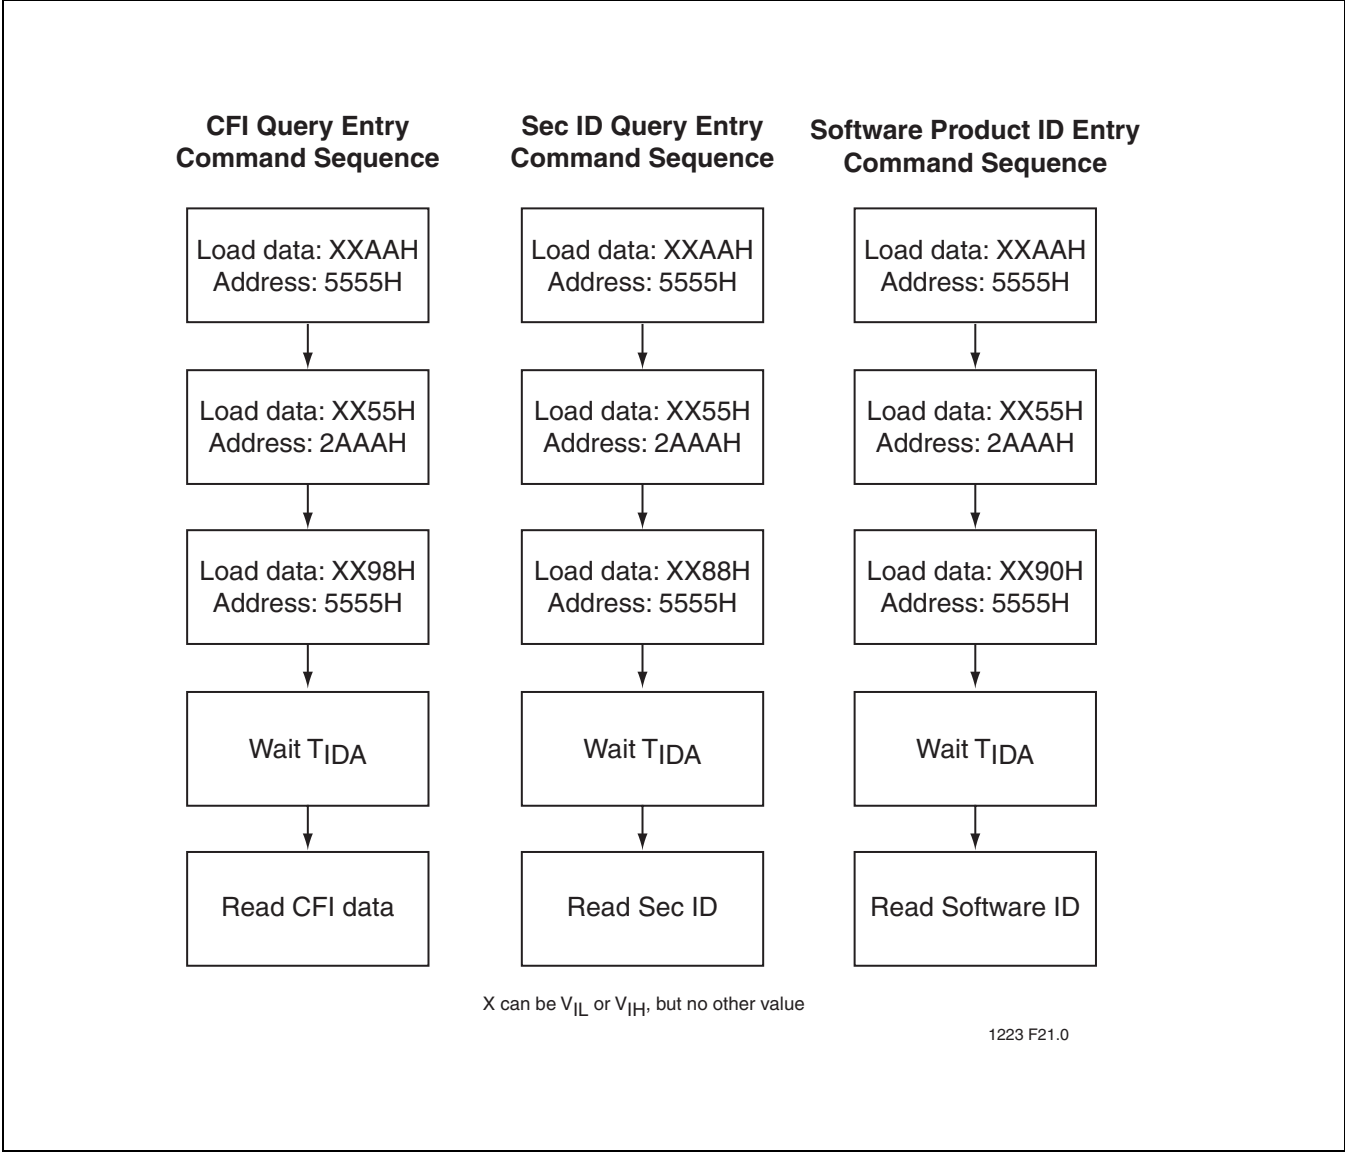 CFI Query Entry
Command Sequence
Load data: XXAAH
Address: 5555H
Load data: XX55H
Address: 2AAAH
Load data: XX98H
Address: 5555H
Wait TIDA
Read CFI data
Sec ID Query Entry
Command Sequence
Load data: XXAAH
Address: 5555H
Load data: XX55H
Address: 2AAAH
Load data: XX88H
Address: 5555H
Wait TIDA
Read Sec ID
Software Product ID Entry
Command Sequence
Load data: XXAAH
Address: 5555H
Load data: XX55H
Address: 2AAAH
Load data: XX90H
Address: 5555H
Wait TIDA
Read Software ID
X can be VIL or VIH, but no other value
1223 F21.0